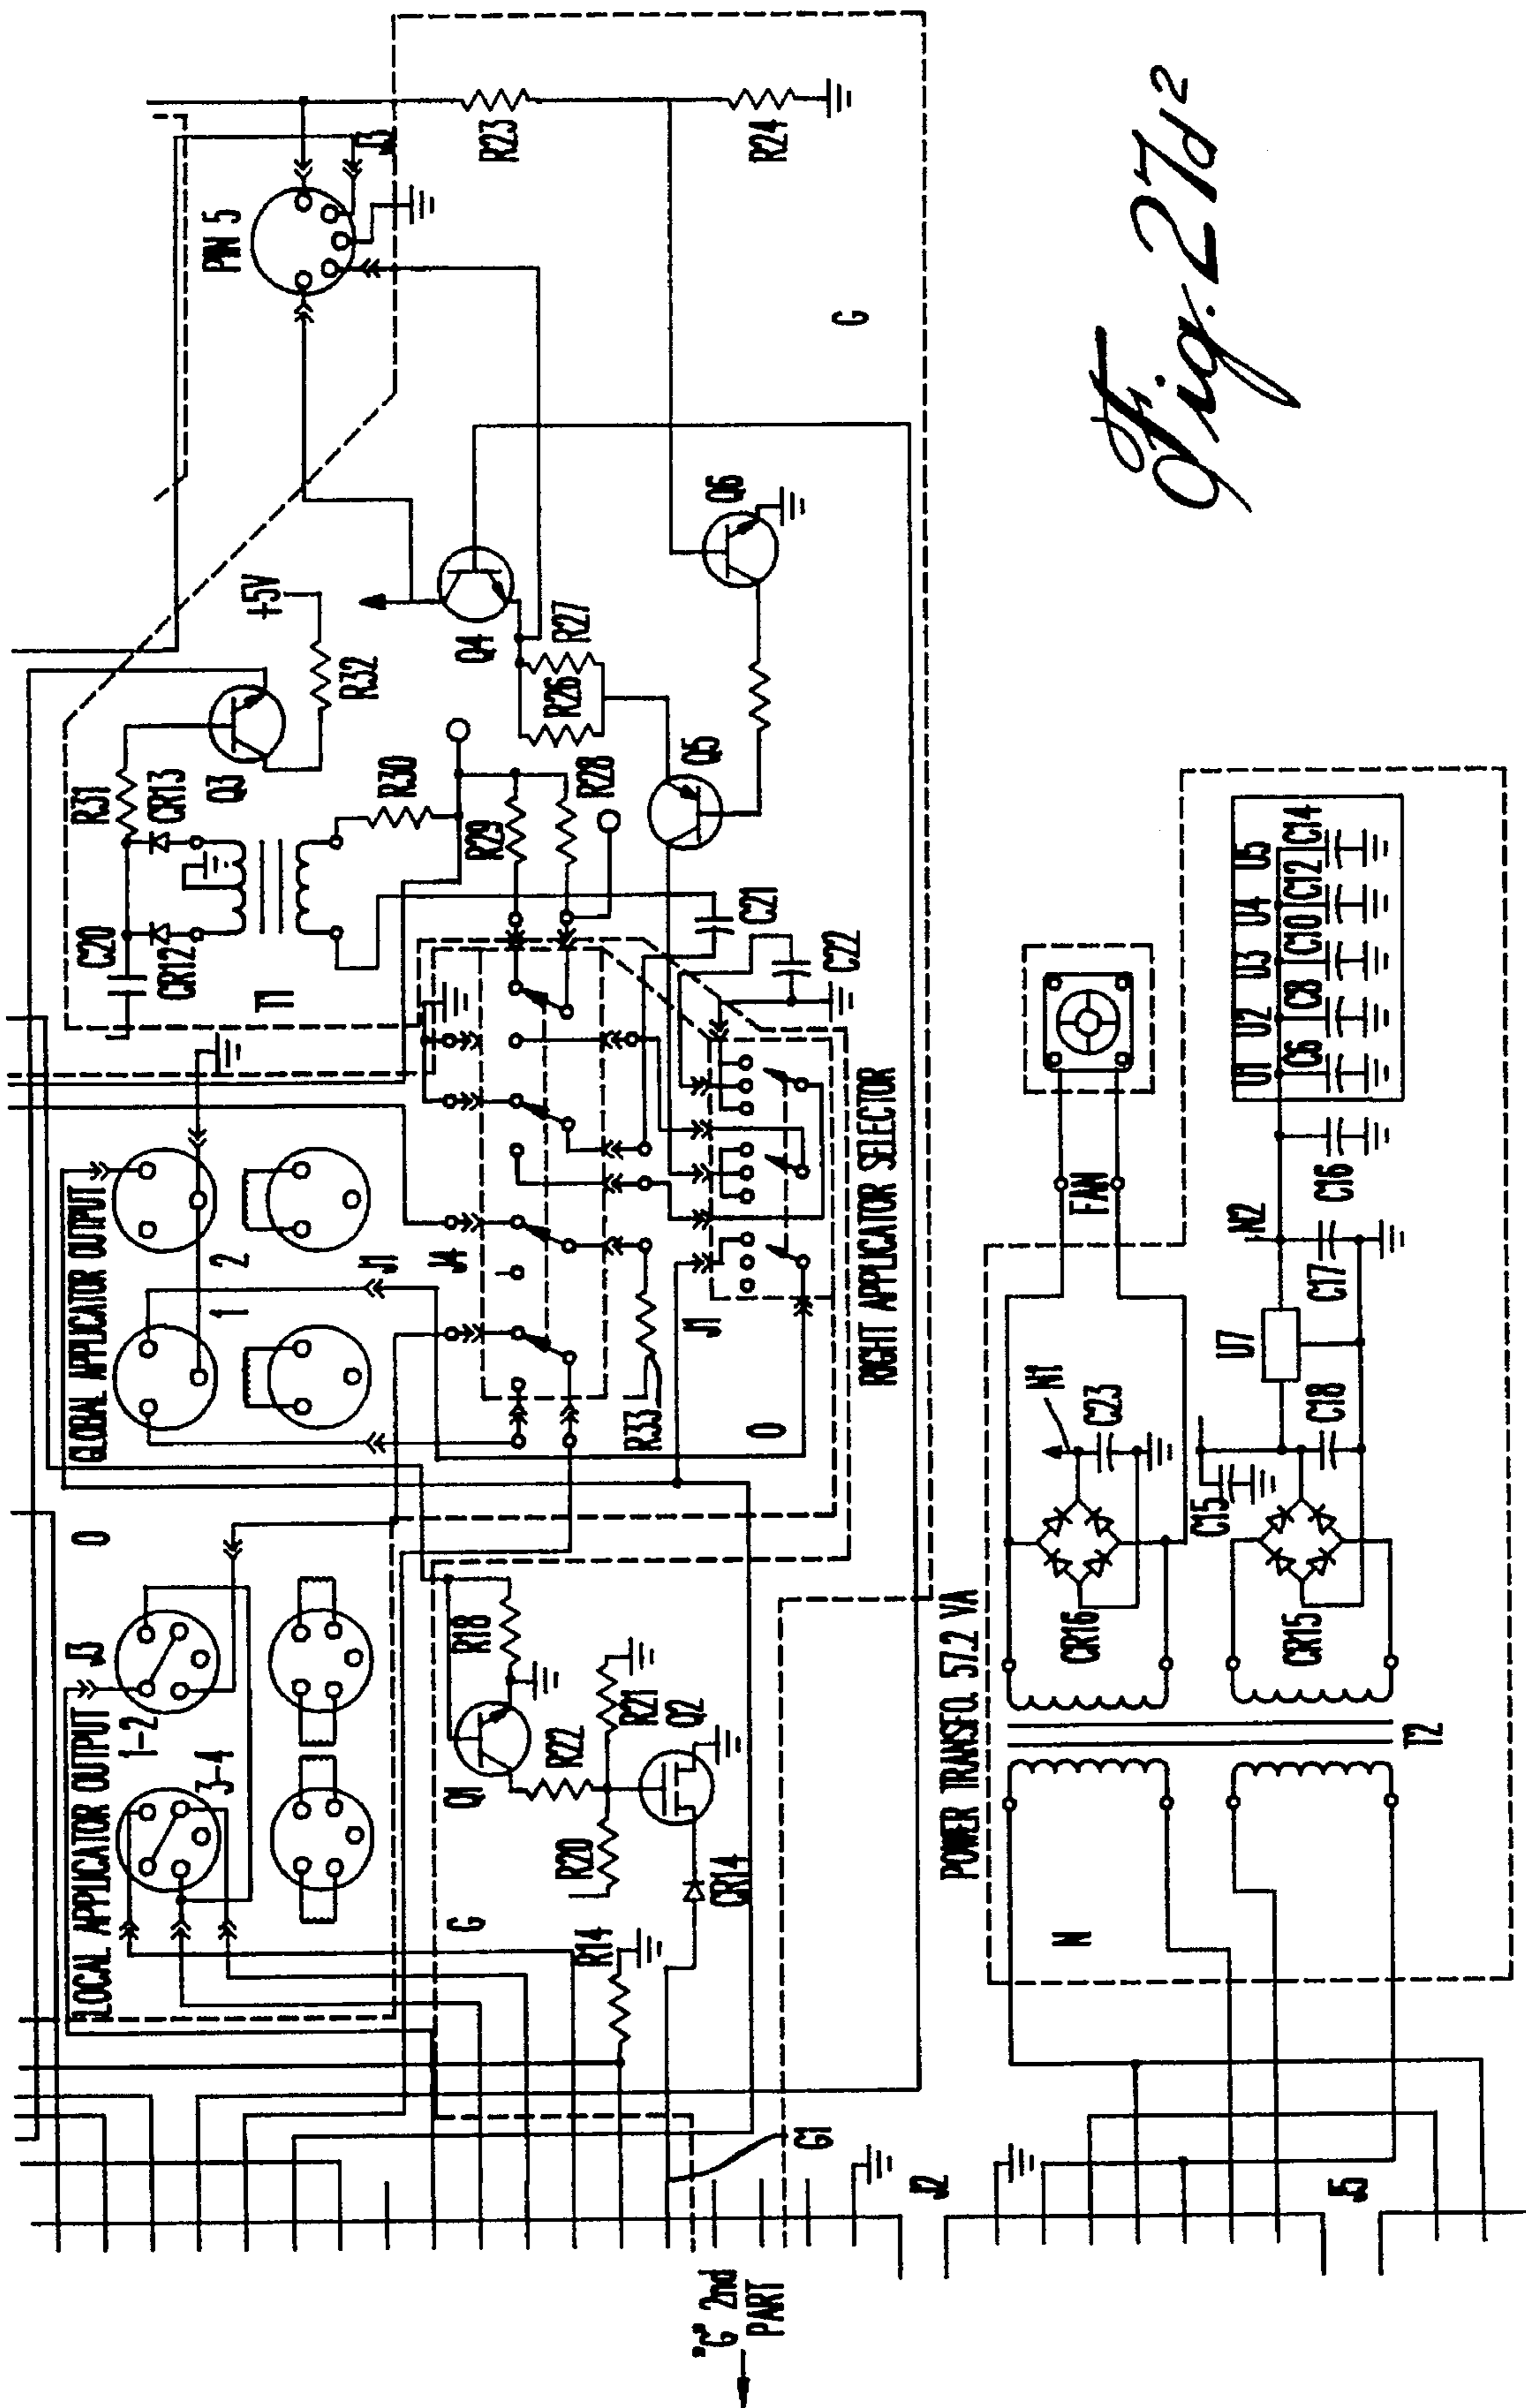 PIN 5
J3
R23
R24
+5V
R32
R31
CR13
Q3
C20
CR12
T1
R30
Q4
R27
R26
Q6
G
R29
R28
Q5
C21
C22
GLOBAL APPLICATOR OUTPUT
1
2
J1
J4
R33
J1
O
RIGHT APPLICATOR SELECTOR
O
LOCAL APPLICATOR OUTPUT
J3
1-2
3-4
G
Q1
R18
R22
R21
R20
Q2
R14
CR14
G1
"G" 2nd
PART
J2
J5
POWER TRANSFO. 57.2 VA
N
T2
CR16
CR15
N1
C23
C15
C18
U7
C17
N2
C16
FAN
U1
U2
U3
U4
U5
C6
C8
C10
C12
C14
Fig. 27d2